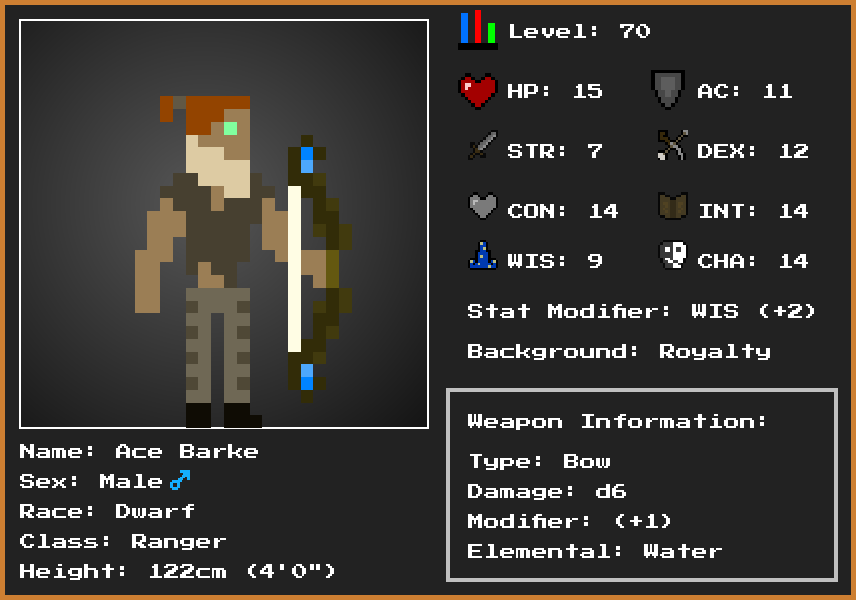 Level: 70
HP: 15
AC: 11
STR: 7
DEX: 12
CON: 14
INT: 14
WIS: 9
CHA: 14
Stat Modifier: WIS (+2)
Background: Royalty
Weapon Information:
Type: Bow
Damage: d6
Modifier: (+1)
Elemental: Water
Name: Ace Barke
Sex: Male ♂
Race: Dwarf
Class: Ranger
Height: 122cm (4'0")